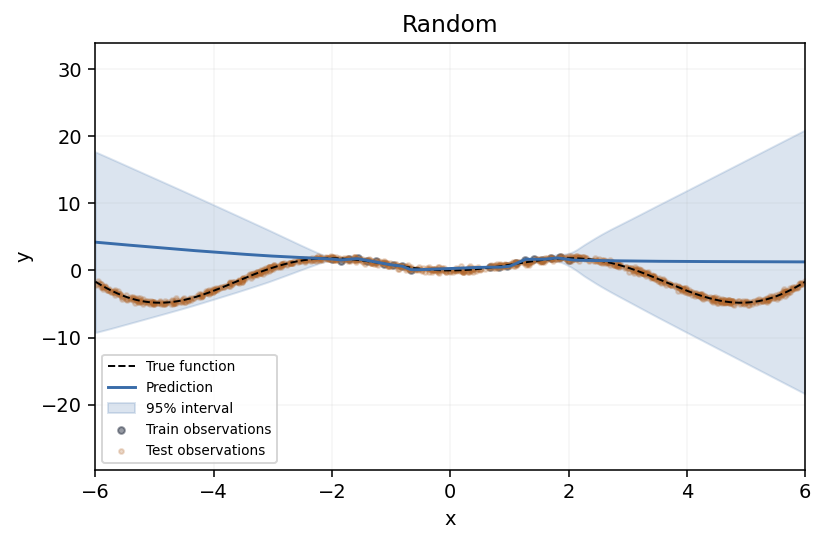 Random
30
20
10
0
−10
−20
y
−6
−4
−2
0
2
4
6
x
True function
Prediction
95% interval
Train observations
Test observations